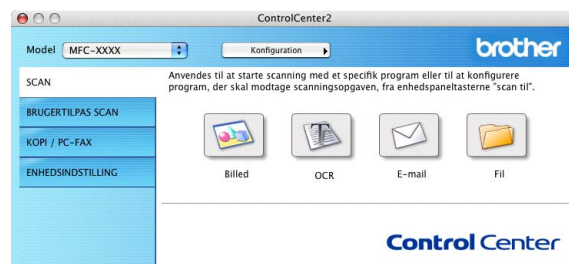 ControlCenter2
Model MFC-XXXX Konfiguration brother
SCAN
BRUGERTILPAS SCAN
KOPI / PC-FAX
ENHEDSINDSTILLING
Anvendes til at starte scanning med et specifik program eller til at konfigurere
program, der skal modtage scanningsopgaven, fra enhedspaneltasterne "scan til".
Billed OCR E-mail Fil
Control Center